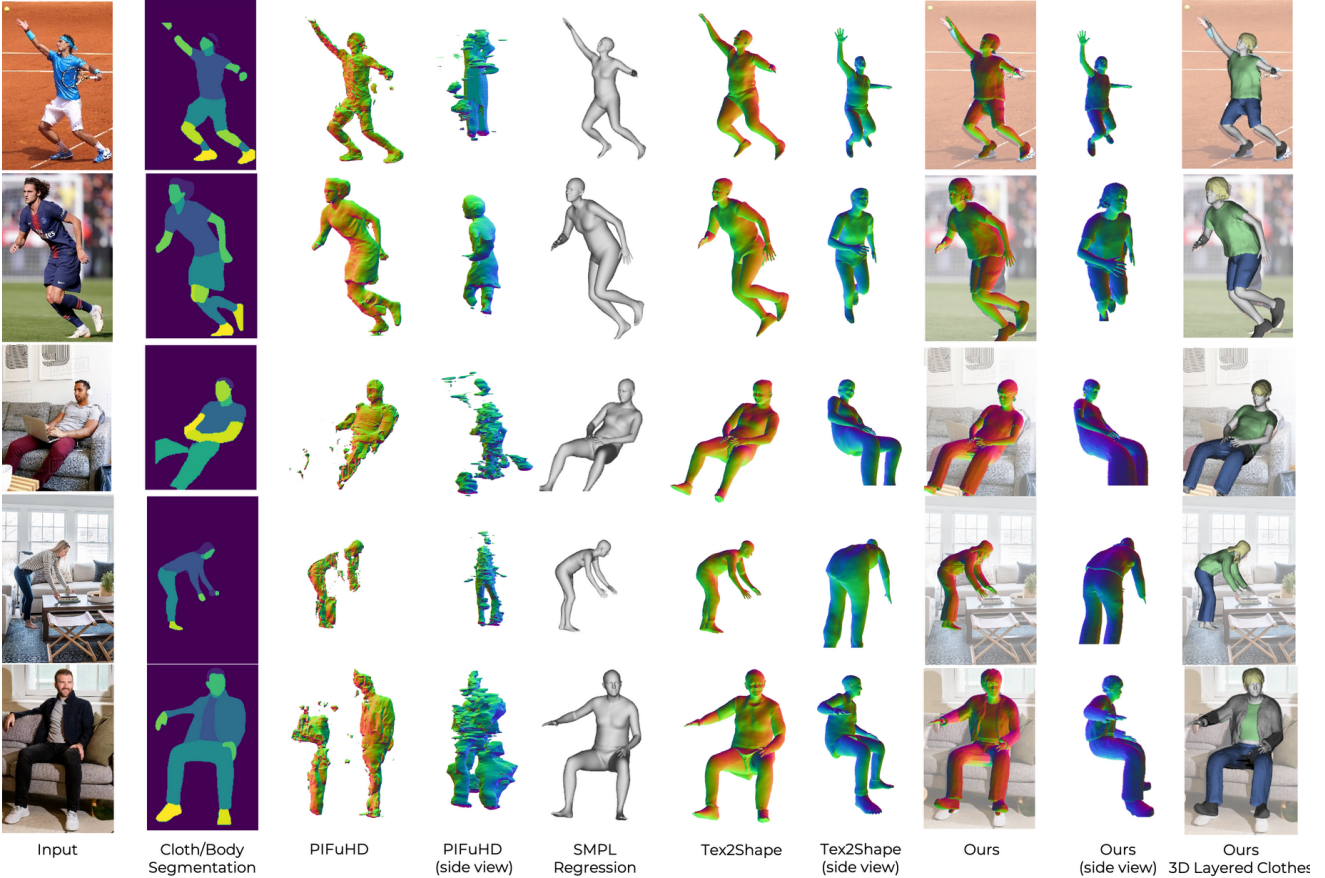 Input
Cloth/Body
Segmentation
PIFuHD
PIFuHD
(side view)
SMPL
Regression
Tex2Shape
Tex2Shape
(side view)
Ours
Ours
(side view)
Ours
3D Layered Clothes